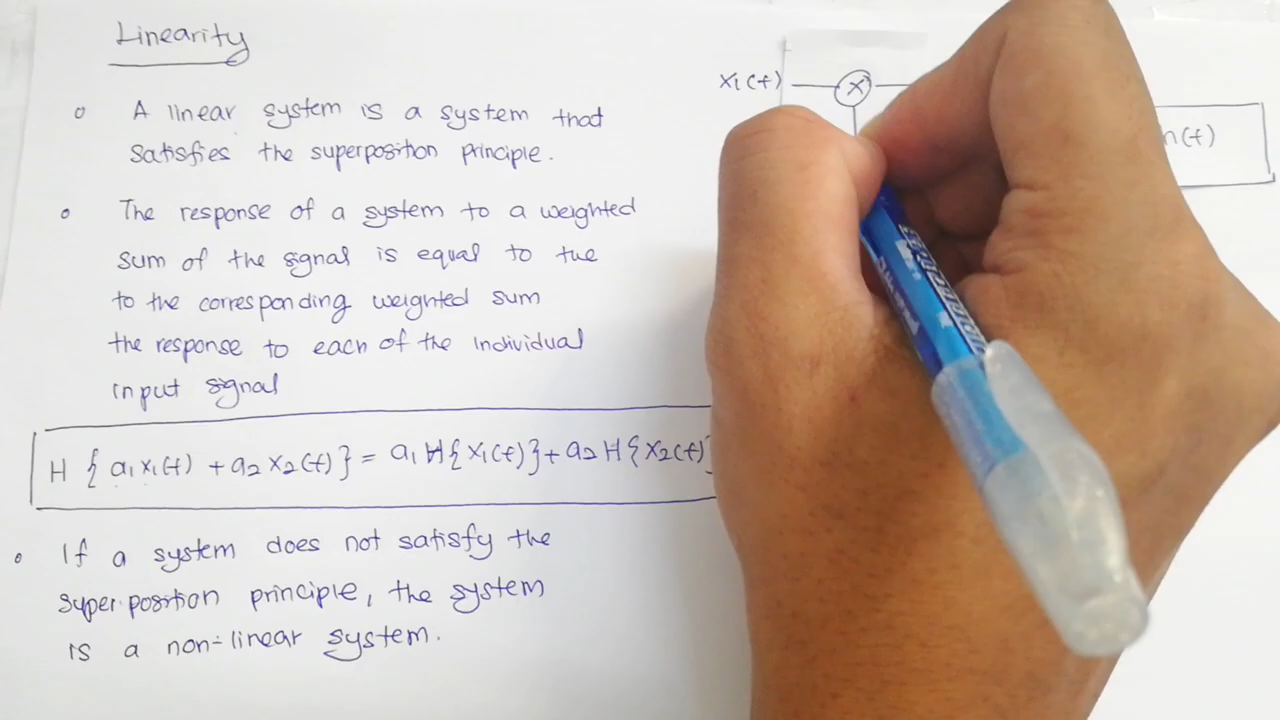 Linearity
A linear system is a system that
satisfies the superposition principle.
The response of a system to a weighted
sum of the signal is equal to the
to the corresponding weighted sum
the response to each of the individual
input signal
H { a1x1(t) + a2 x2(t) } = a1 H{x1(t)} + a2 H {x2(t)
If a system does not satisfy the
superposition principle, the system
is a non-linear system.
x1(t)
X
h(t)